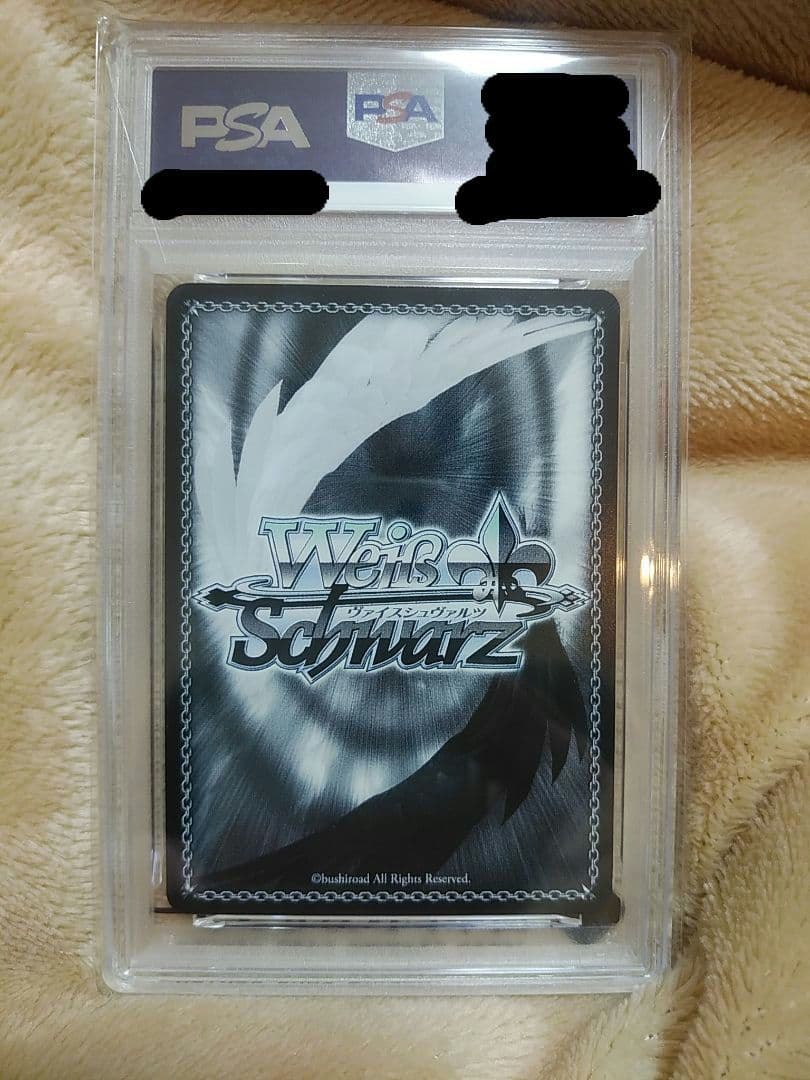 PSA PSA
Weiß
ヴァイスシュヴァルツ
Schwarz
©bushiroad All Rights Reserved.